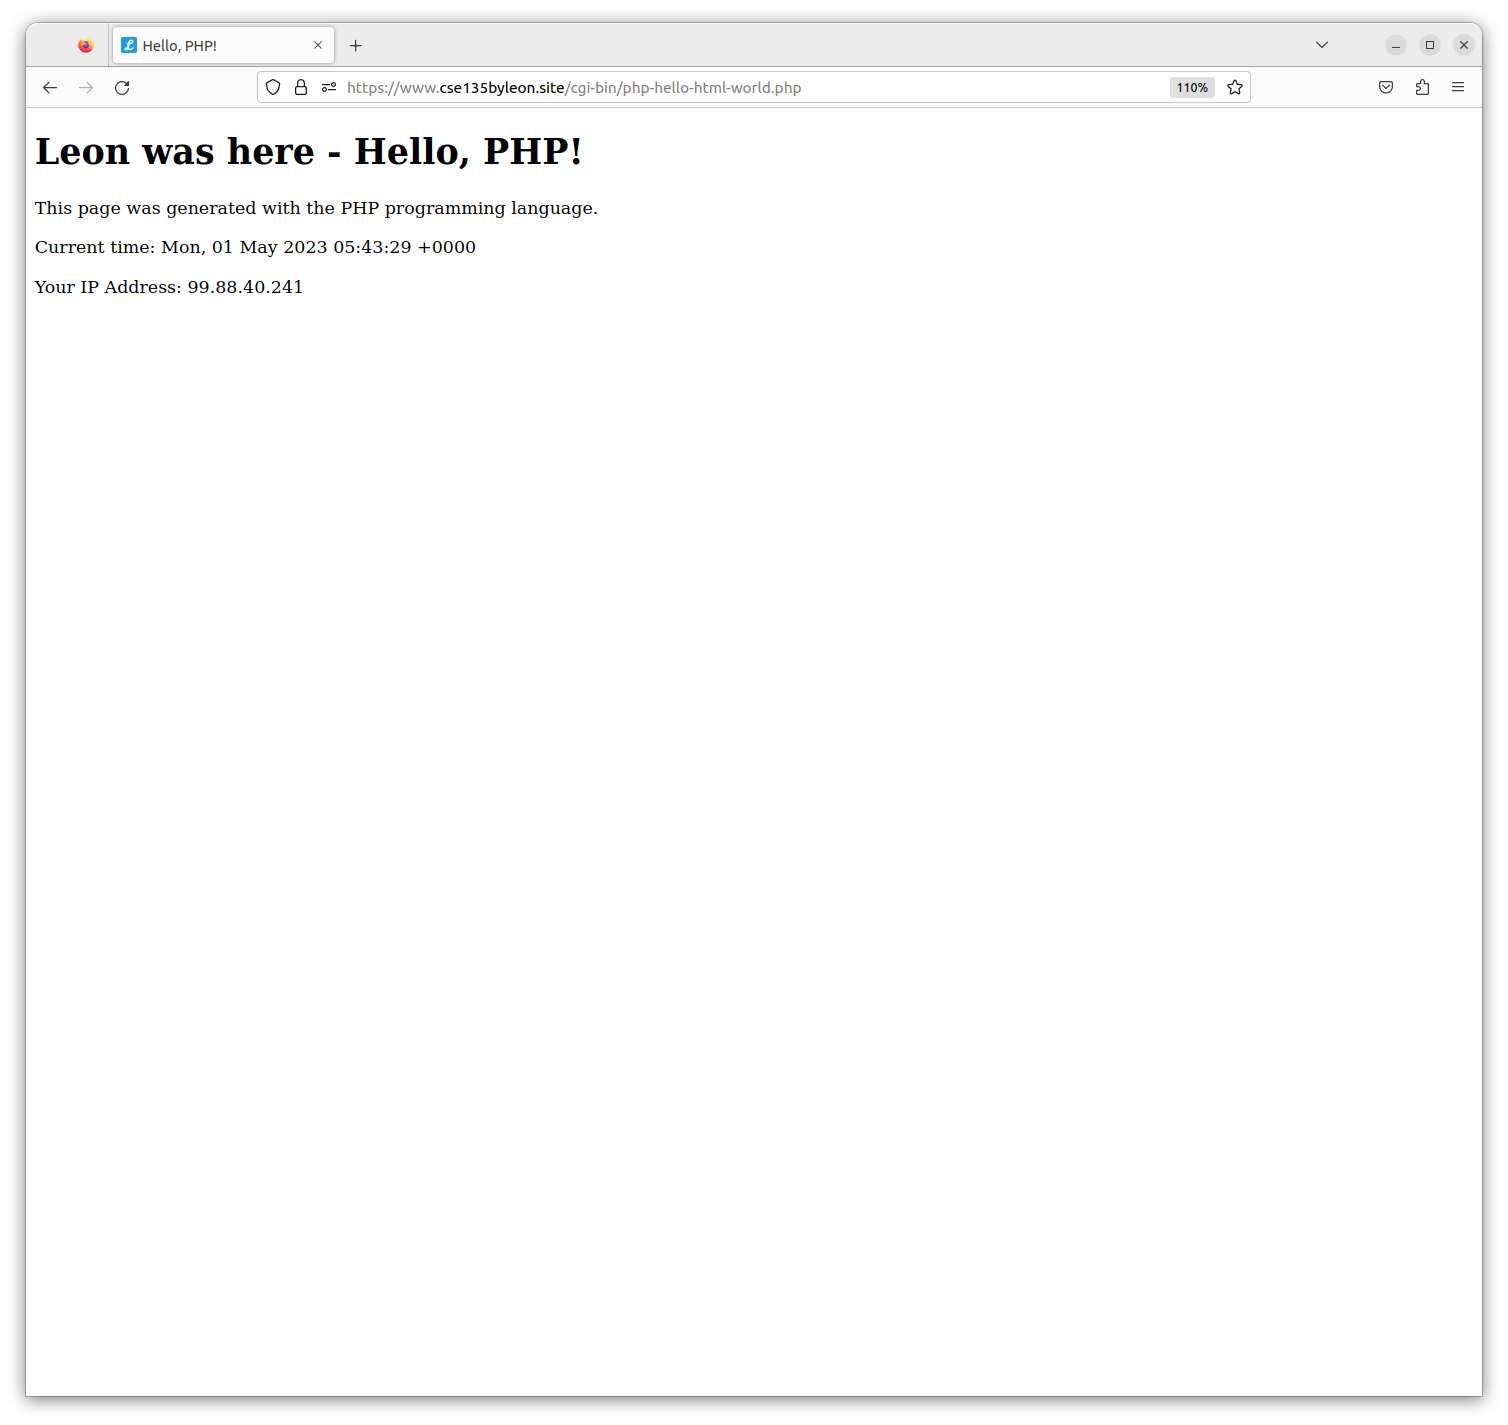 Hello, PHP!
https://www.cse135byleon.site/cgi-bin/php-hello-html-world.php 110%
Leon was here - Hello, PHP!
This page was generated with the PHP programming language.
Current time: Mon, 01 May 2023 05:43:29 +0000
Your IP Address: 99.88.40.241